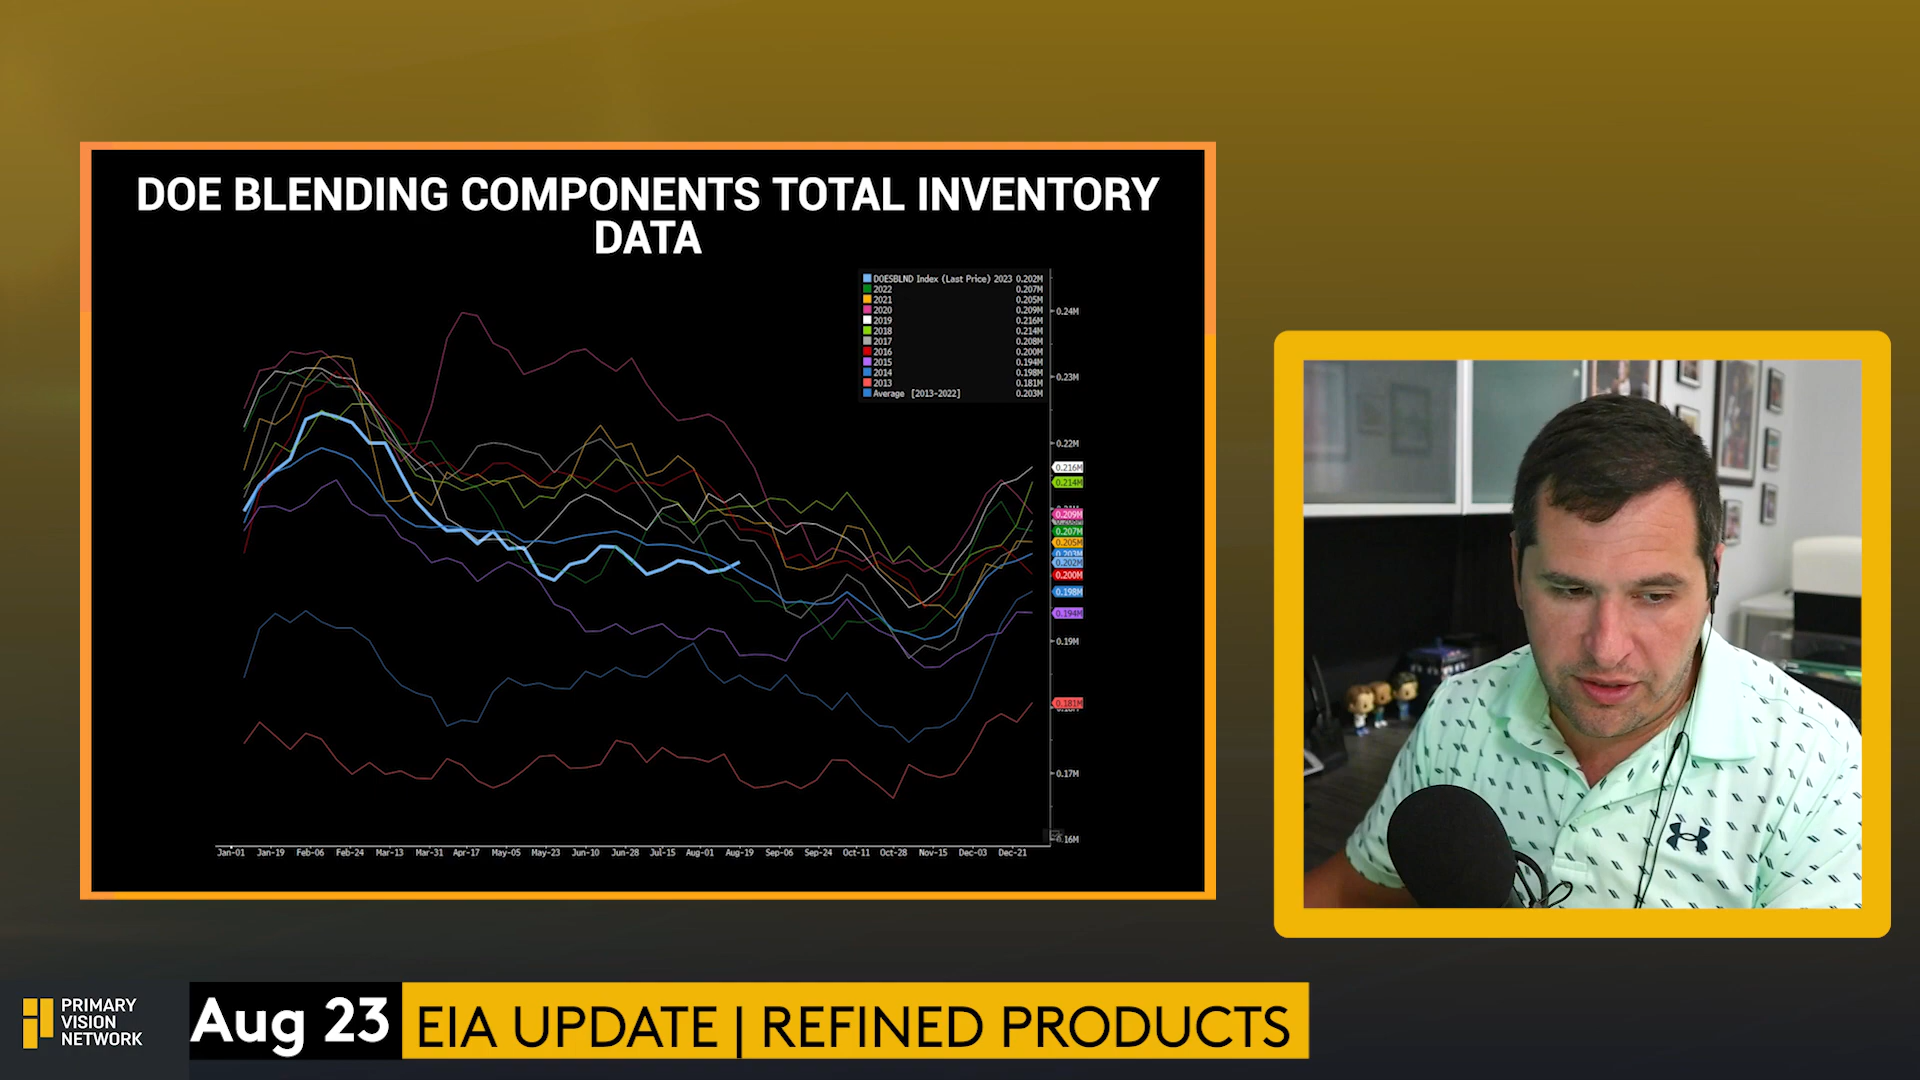 DOE BLENDING COMPONENTS TOTAL INVENTORY
DATA
DOESBLND Index (Last Price) 2023 0.202M
2022 0.207M
2021 0.205M
2020 0.209M
2019 0.216M
2018 0.214M
2017 0.208M
2016 0.200M
2015 0.194M
2014 0.198M
2013 0.181M
Average [2013-2022] 0.203M
0.24M
0.23M
0.22M
0.216M
0.214M
0.209M
0.207M
0.205M
0.203M
0.202M
0.200M
0.198M
0.194M
0.19M
0.181M
0.17M
Jan-01 Jan-19 Feb-06 Feb-24 Mar-13 Mar-31 Apr-17 May-05 May-23 Jun-10 Jun-28 Jul-15 Aug-01 Aug-19 Sep-06 Sep-24 Oct-11 Oct-28 Nov-15 Dec-03 Dec-21
PRIMARY
VISION
NETWORK
Aug 23
EIA UPDATE | REFINED PRODUCTS